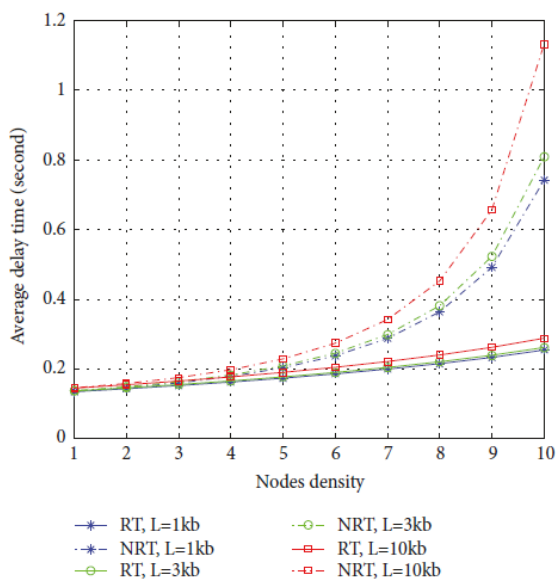 1.2
1
0.8
0.6
0.4
0.2
0
Average delay time (second)
1 2 3 4 5 6 7 8 9 10
Nodes density
RT, L=1kb
NRT, L=1kb
RT, L=3kb
NRT, L=3kb
RT, L=10kb
NRT, L=10kb